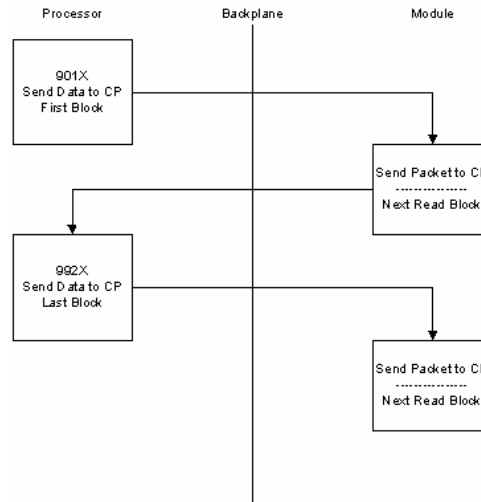 Processor Backplane Module
901X
Send Data to CP
First Block
Send Packet to C
---------------
Next Read Block
992X
Send Data to CP
Last Block
Send Packet to C
---------------
Next Read Block